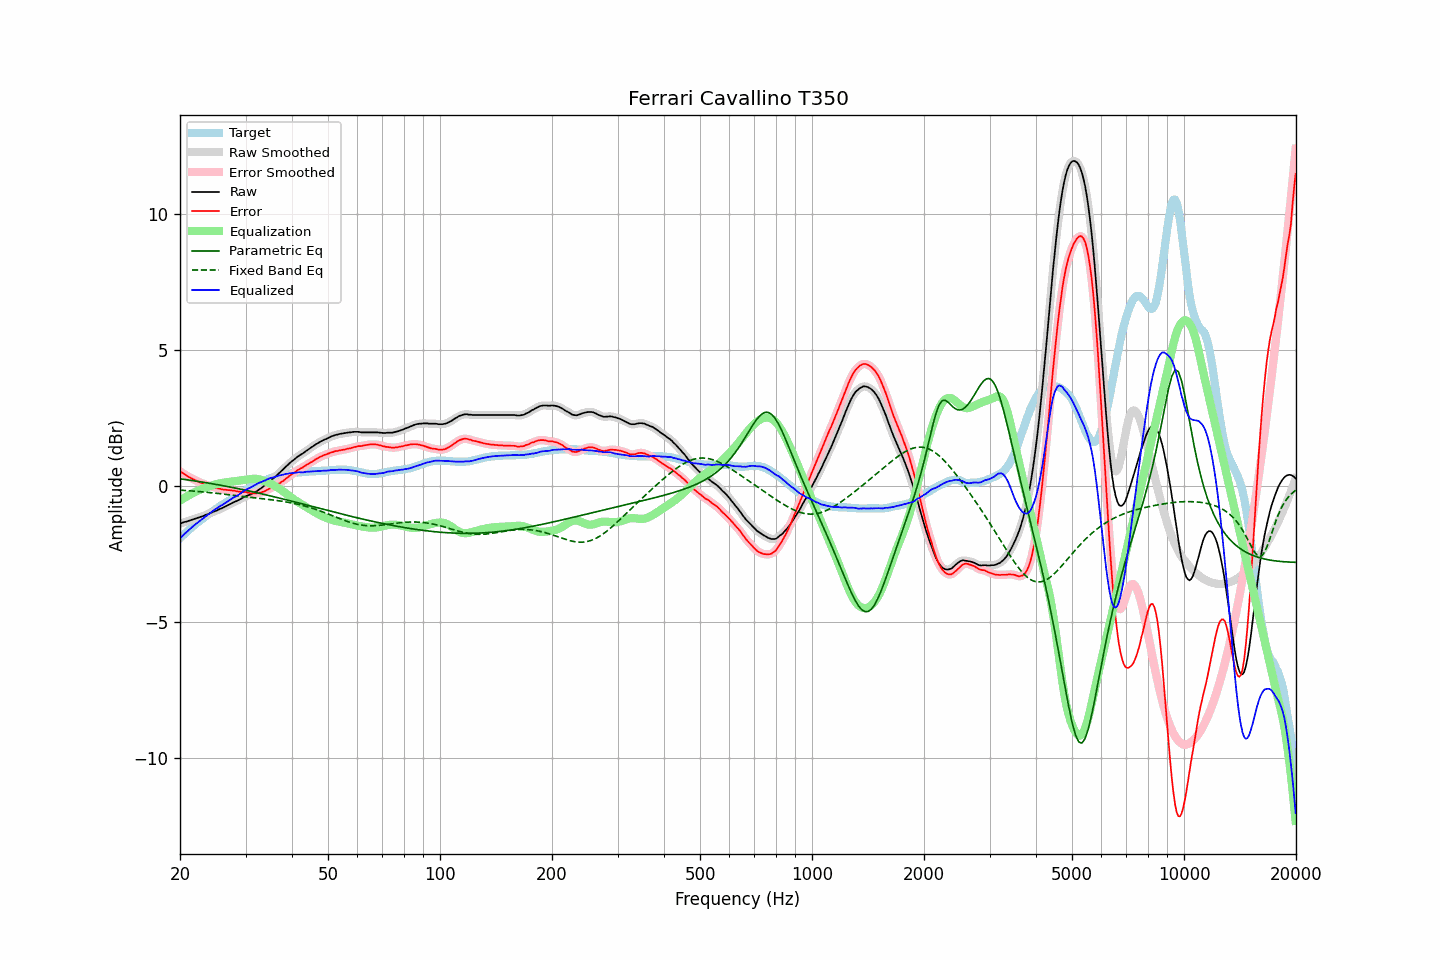 Ferrari Cavallino T350
Target
Raw Smoothed
Error Smoothed
Raw
Error
Equalization
Parametric Eq
Fixed Band Eq
Equalized
Amplitude (dBr)
10
5
0
−5
−10
20
50
100
200
500
1000
2000
5000
10000
20000
Frequency (Hz)